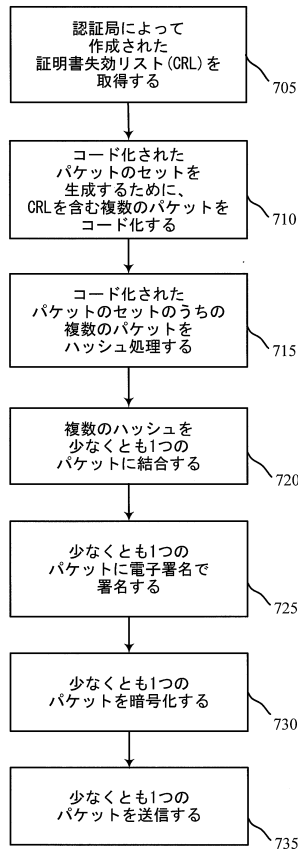 認証局によって
作成された
証明書失効リスト(CRL)を
取得する
705
コード化された
パケットのセットを
生成するために、
CRLを含む複数のパケットを
コード化する
710
コード化された
パケットのセットのうちの
複数のパケットを
ハッシュ処理する
715
複数のハッシュを
少なくとも1つの
パケットに結合する
720
少なくとも1つの
パケットに電子署名で
署名する
725
少なくとも1つの
パケットを暗号化する
730
少なくとも1つの
パケットを送信する
735